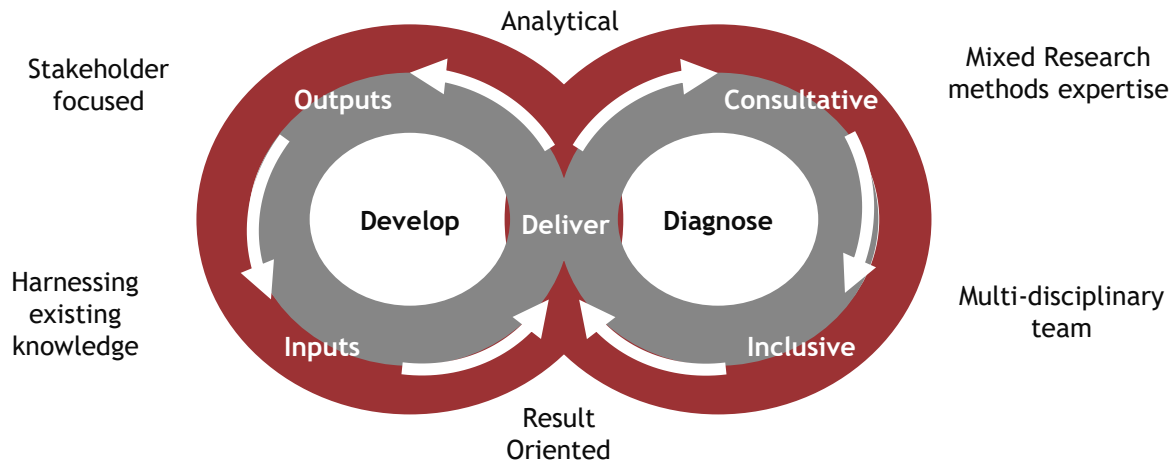 Analytical
Stakeholder
focused
Mixed Research
methods expertise
Outputs
Consultative
Develop
Deliver
Diagnose
Harnessing
existing
knowledge
Multi-disciplinary
team
Inputs
Inclusive
Result
Oriented